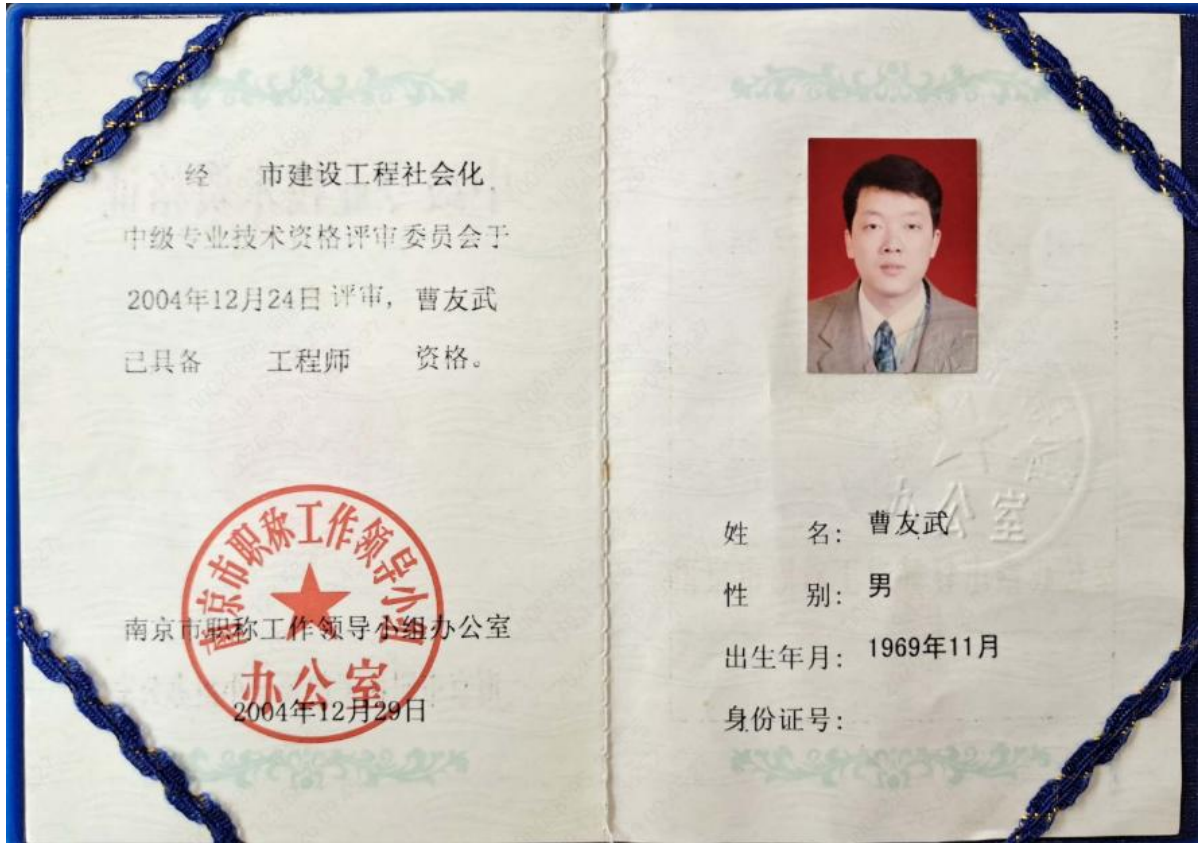 经 市建设工程社会化
中级专业技术资格评审委员会于
2004年12月24日 评审, 曹友武
已具备 工程师 资格。
南京市职称工作领导小组
办公室
南京市职称工作领导小组办公室
2004年12月29日
办公室
姓 名: 曹友武
性 别: 男
出生年月: 1969年11月
身份证号: